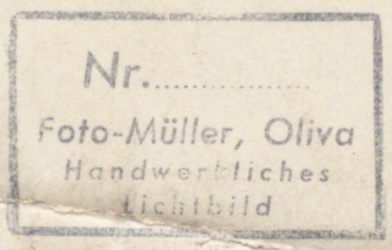 Nr...................
Foto-Müller, Oliva
Handwerkliches
Lichtbild